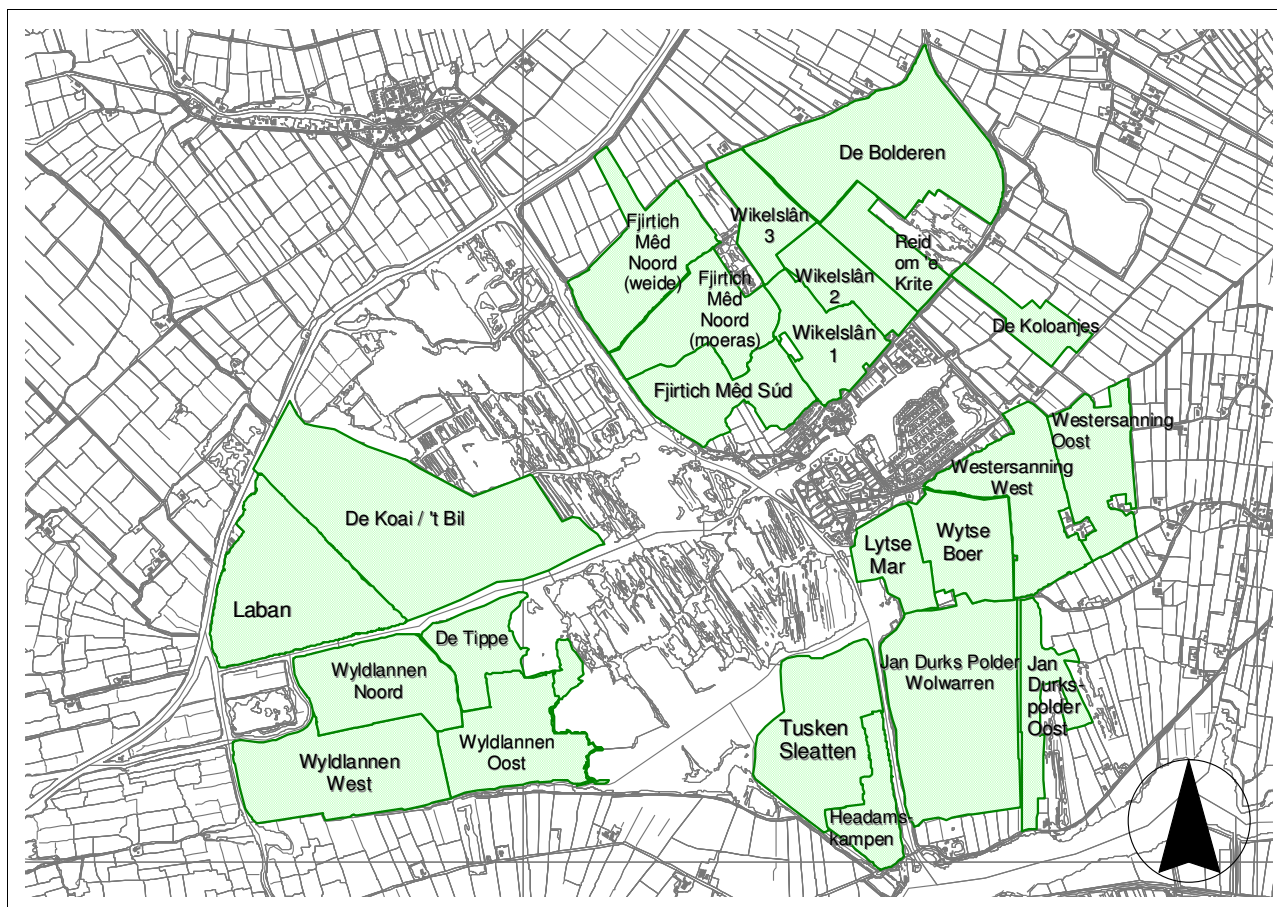 De Bolderen
Fjirtich
Mêd
Noord
(weide)
Wikelslân
3
Reid
om 'e
Krite
Fjirtich
Mêd
Noord
(moeras)
Wikelslân
2
De Koloanjes
Wikelslân
1
Fjirtich Mêd Súd
Westersanning
Oost
Westersanning
West
De Koai / 't Bil
Lytse
Mar
Wytse
Boer
Laban
De Tippe
Wyldlannen
Noord
Jan Durks Polder
Wolwarren
Jan
Durks-
polder
Oost
Tusken
Sleatten
Wyldlannen
Oost
Wyldlannen
West
Headams-
kampen